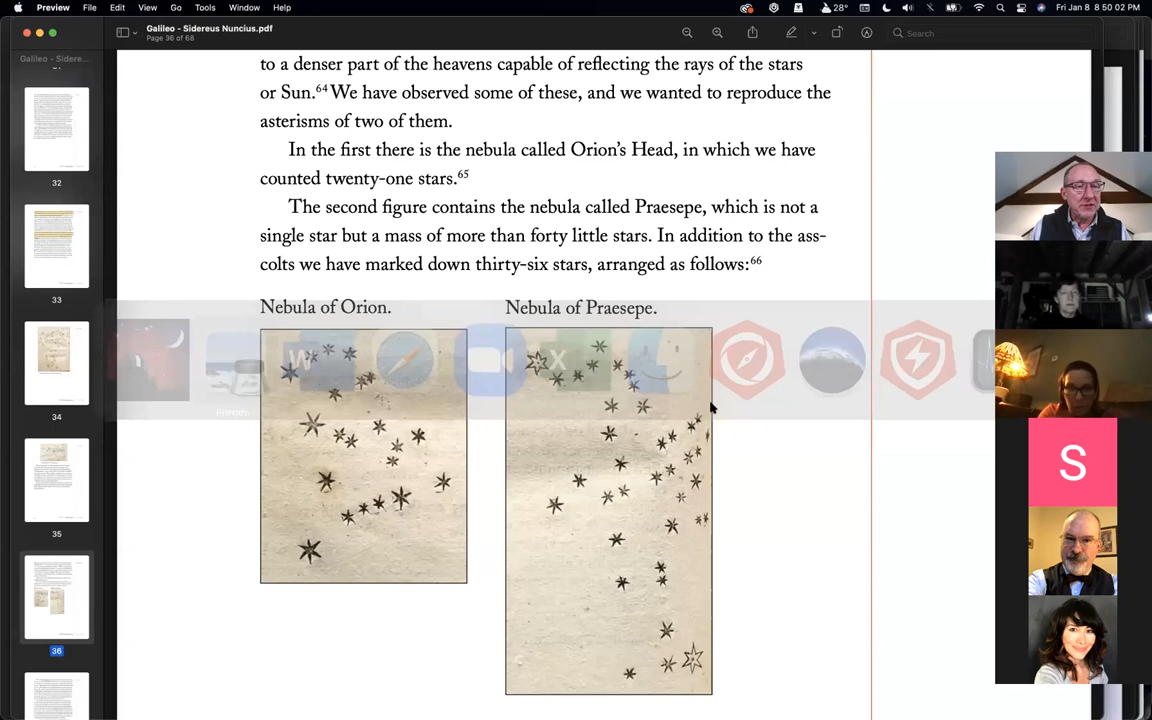 Preview File Edit View Go Tools Window Help
28° Fri Jan 8 8 50 02 PM
Galileo - Sidereus Nuncius.pdf
Page 36 of 68
Search
Galileo - Sidere...
32
33
34
35
36
to a denser part of the heavens capable of reflecting the rays of the stars
or Sun.64 We have observed some of these, and we wanted to reproduce the
asterisms of two of them.
In the first there is the nebula called Orion's Head, in which we have
counted twenty-one stars.65
The second figure contains the nebula called Praesepe, which is not a
single star but a mass of more than forty little stars. In addition to the ass-
colts we have marked down thirty-six stars, arranged as follows:66
Nebula of Orion. Nebula of Praesepe.
W X
Preview
S